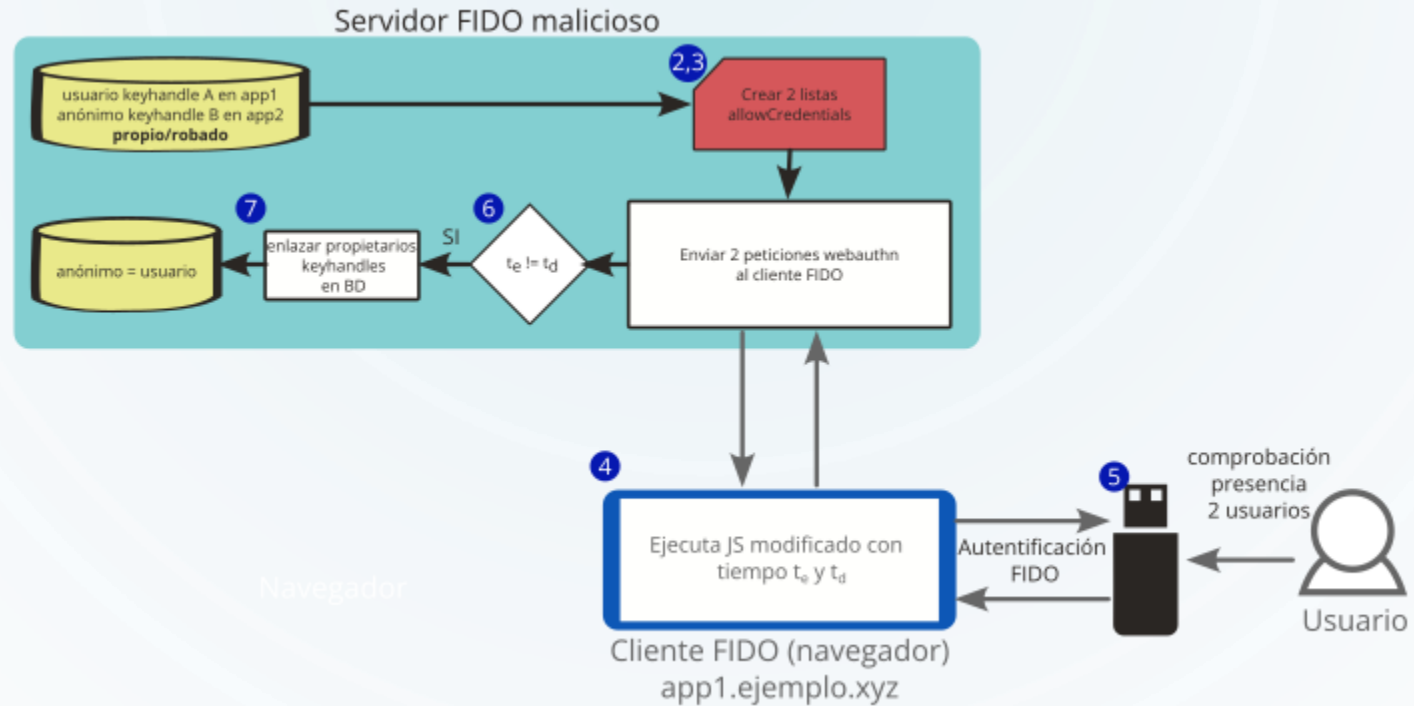 Servidor FIDO malicioso
usuario keyhandle A en app1
anónimo keyhandle B en app2
propio/robado
2,3
Crear 2 listas
allowCredentials
7
6
anónimo = usuario
enlazar propietarios
keyhandles
en BD
SI
te != td
Enviar 2 peticiones webauthn
al cliente FIDO
4
Ejecuta JS modificado con
tiempo te y td
Navegador
Cliente FIDO (navegador)
app1.ejemplo.xyz
5
Autentificación
FIDO
comprobación
presencia
2 usuarios
Usuario